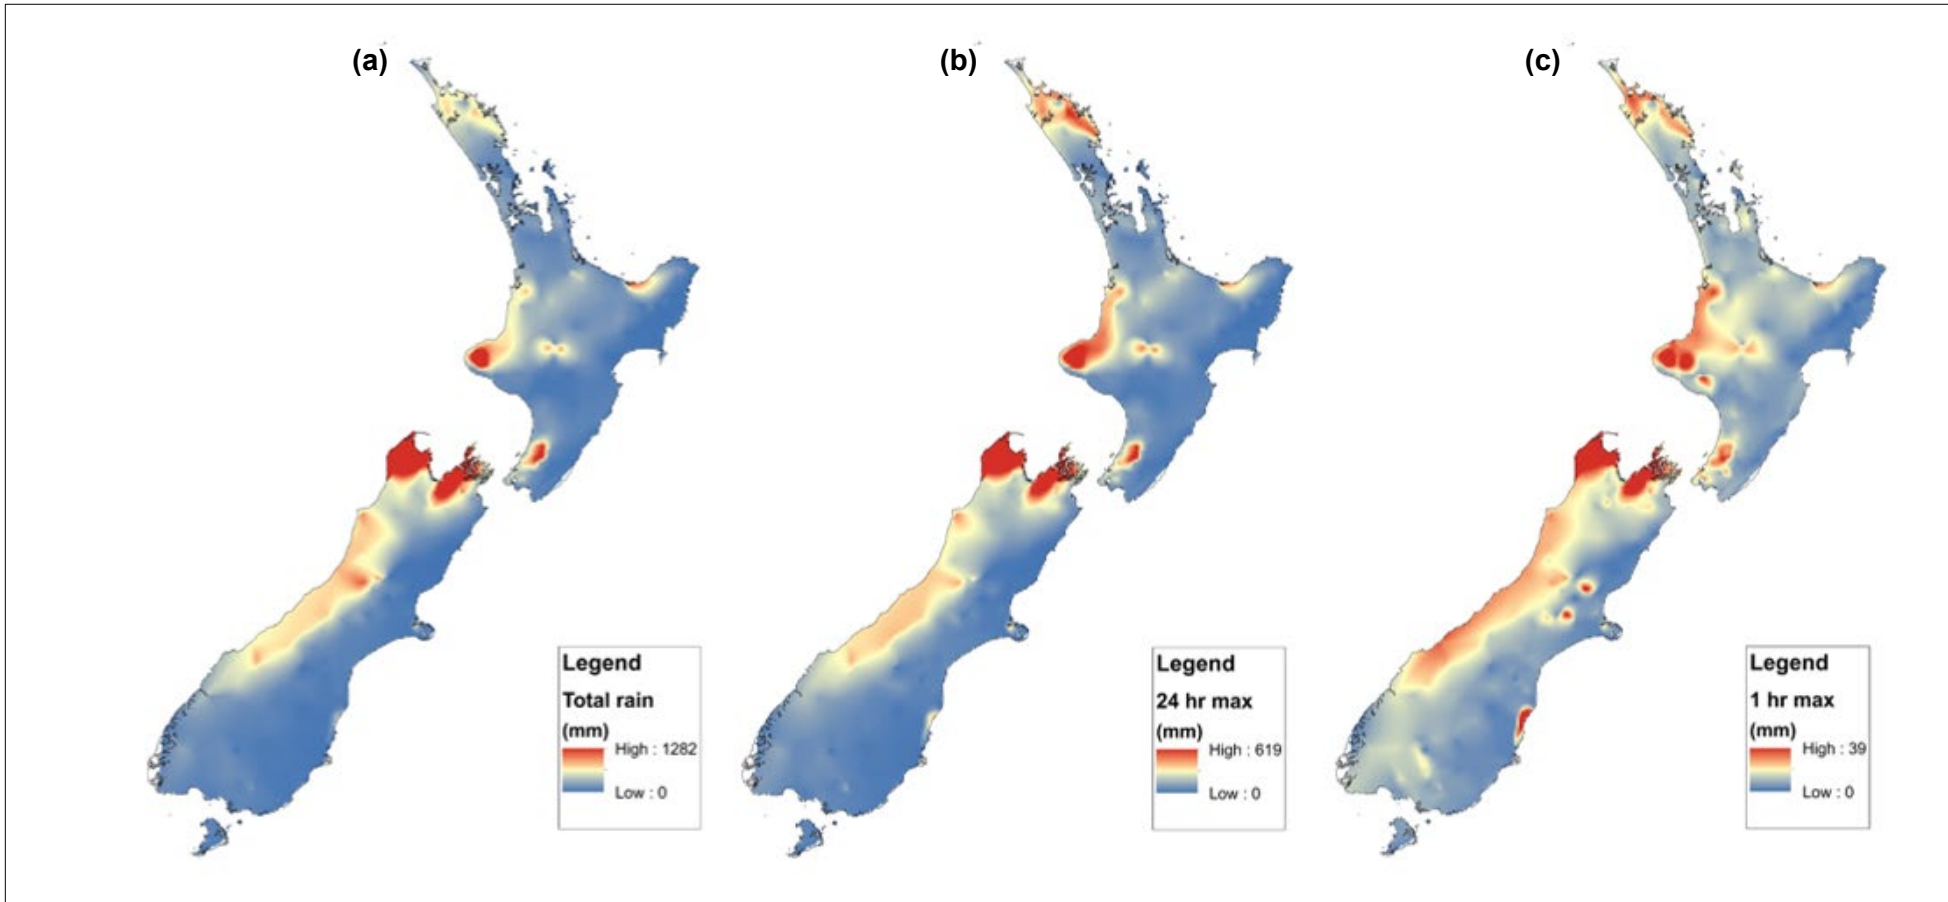 (a)
(b)
(c)
Legend
Total rain
(mm)
High : 1282
Low : 0
Legend
24 hr max
(mm)
High : 619
Low : 0
Legend
1 hr max
(mm)
High : 39
Low : 0